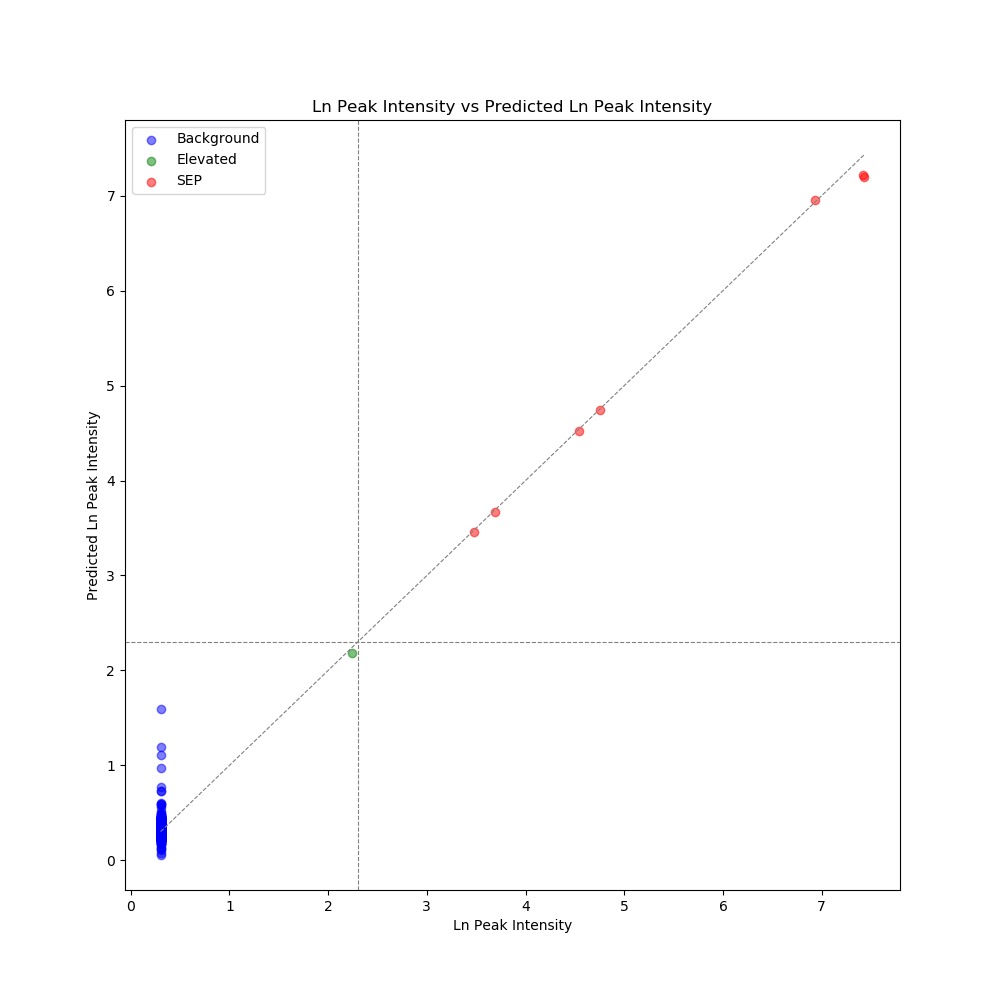 Ln Peak Intensity vs Predicted Ln Peak Intensity
Background
Elevated
SEP
Predicted Ln Peak Intensity
7
6
5
4
3
2
1
0
0 1 2 3 4 5 6 7
Ln Peak Intensity